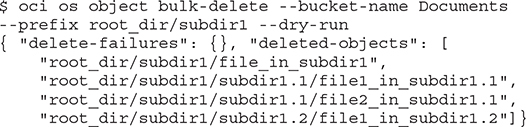 $ oci os object bulk-delete --bucket-name Documents
--prefix root_dir/subdir1 --dry-run
{ "delete-failures": {}, "deleted-objects": [
"root_dir/subdir1/file_in_subdir1",
"root_dir/subdir1/subdir1.1/file1_in_subdir1.1",
"root_dir/subdir1/subdir1.1/file2_in_subdir1.1",
"root_dir/subdir1/subdir1.2/file1_in_subdir1.2"]}